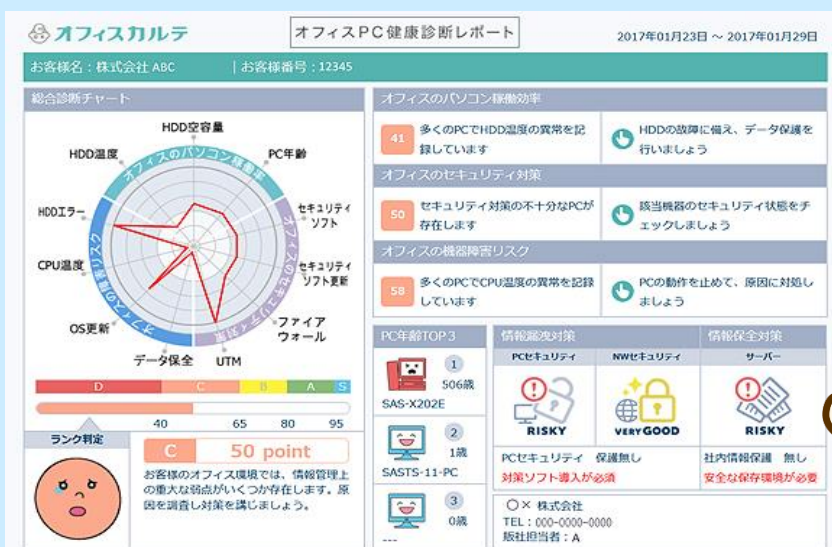 オフィスカルテ
オフィスPC健康診断レポート
2017年01月23日 ～ 2017年01月29日
お客様名：株式会社 ABC
| お客様番号：12345
総合診断チャート
HDD空容量
PC年齢
セキュリティ
ソフト
セキュリティ
ソフト更新
ファイア
ウォール
UTM
データ保全
OS更新
CPU温度
HDDエラー
HDD温度
オフィスのパソコン稼働率
オフィスのセキュリティ対策
オフィスの機器障害リスク
D
C
B
A
S
40
65
80
95
ランク判定
C
50 point
お客様のオフィス環境では、情報管理上
の重大な弱点がいくつか存在します。原
因を調査し対策を講じましょう。
オフィスのパソコン稼働効率
41
多くのPCでHDD温度の異常を記
録しています
HDDの故障に備え、データ保護を
行いましょう
オフィスのセキュリティ対策
50
セキュリティ対策の不十分なPCが
存在します
該当機器のセキュリティ状態をチ
ェックしましょう
オフィスの機器障害リスク
58
多くのPCでCPU温度の異常を記録
しています
PCの動作を止めて、原因に対処し
ましょう
PC年齢TOP3
1
506歳
SAS-X202E
2
1歳
SASTS-11-PC
3
0歳
---
情報漏洩対策
情報保全対策
PCセキュリティ
NWセキュリティ
サーバー
RISKY
VERY GOOD
RISKY
PCセキュリティ 保護無し
対策ソフト導入が必須
社内情報保護 無し
安全な保存環境が必要
○× 株式会社
TEL：000-0000-0000
販社担当者：A